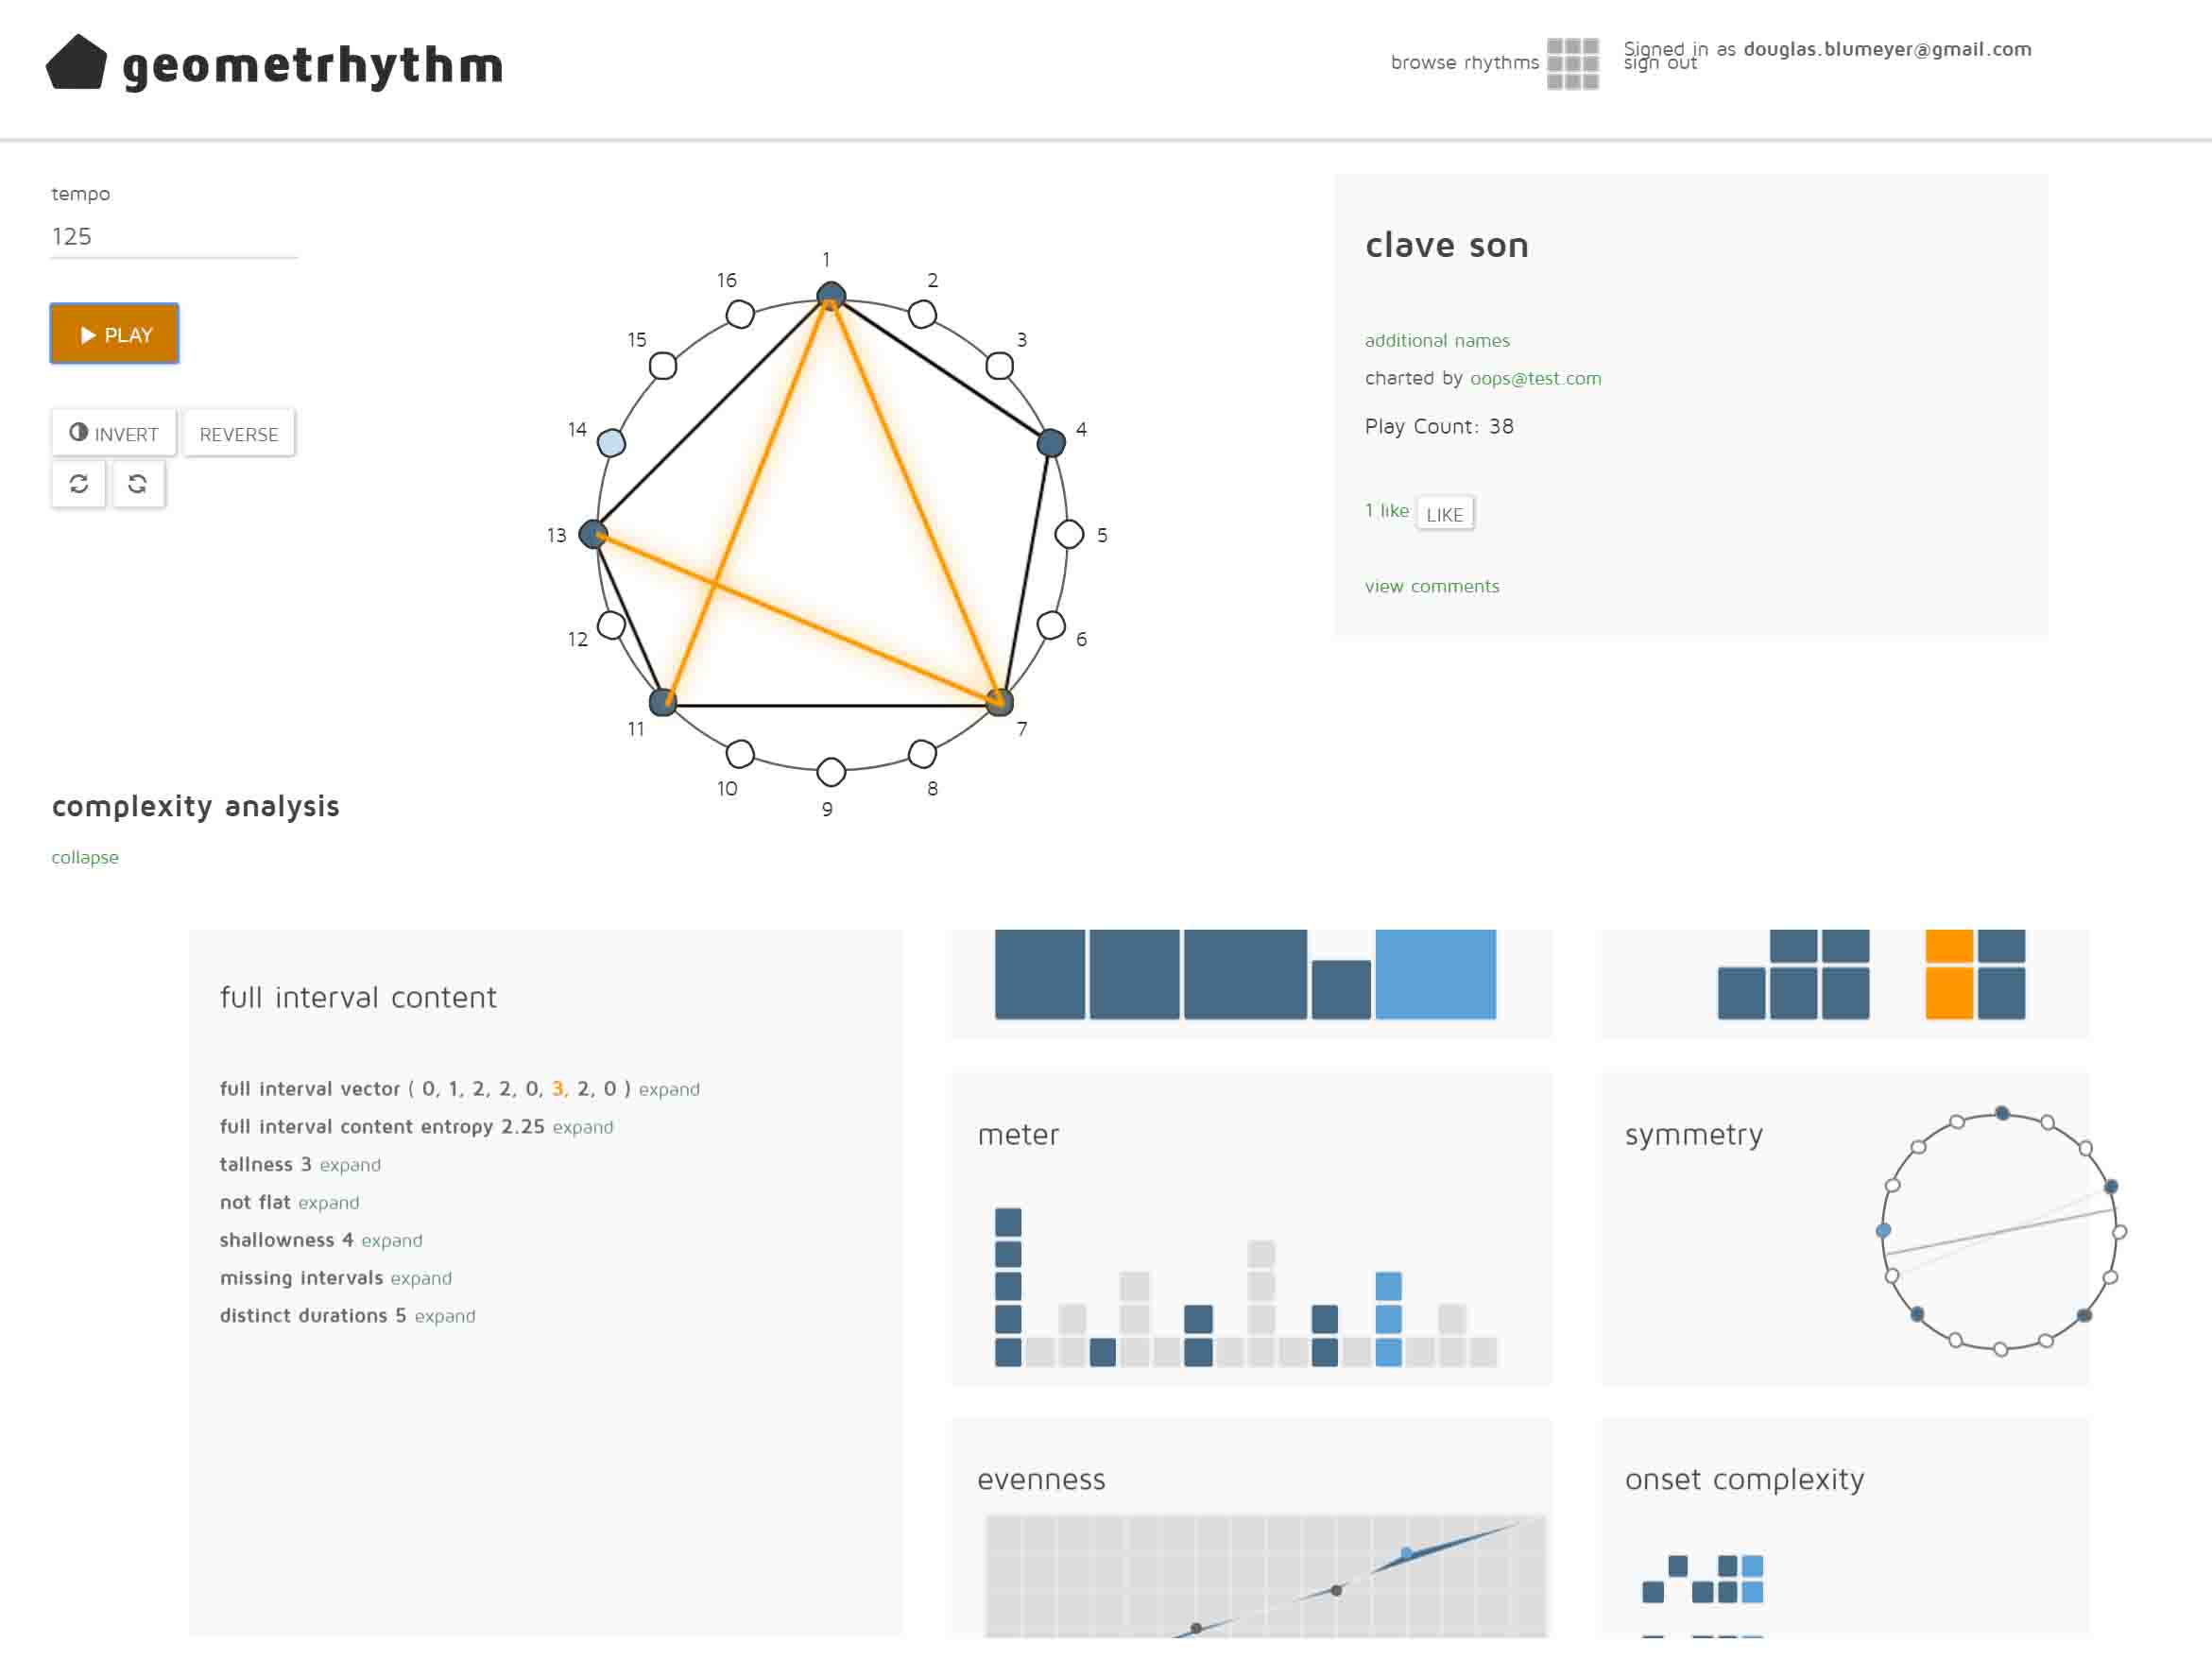 geometrhythm
browse rhythms
Signed in as douglas.blumeyer@gmail.com
sign out
tempo
125
PLAY
INVERT REVERSE
1
2
3
4
5
6
7
8
9
10
11
12
13
14
15
16
clave son
additional names
charted by oops@test.com
Play Count: 38
1 like LIKE
view comments
complexity analysis
collapse
full interval content
full interval vector ( 0, 1, 2, 2, 0, 3, 2, 0 ) expand
full interval content entropy 2.25 expand
tallness 3 expand
not flat expand
shallowness 4 expand
missing intervals expand
distinct durations 5 expand
meter
symmetry
evenness
onset complexity